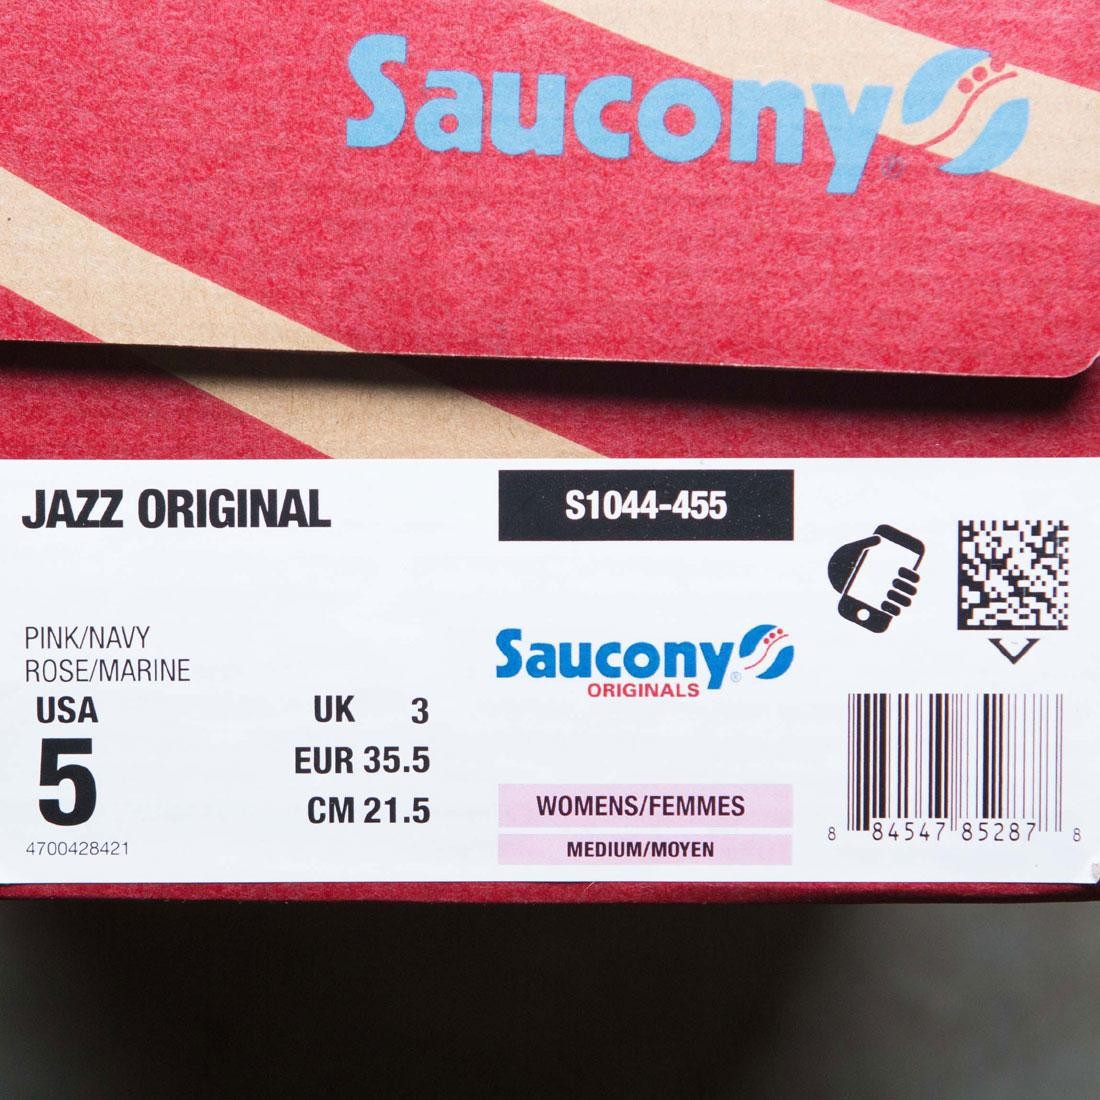 Saucony®
JAZZ ORIGINAL
S1044-455
PINK/NAVY
ROSE/MARINE
USA
5
UK 3
EUR 35.5
CM 21.5
4700428421
Saucony®
ORIGINALS
WOMENS/FEMMES
MEDIUM/MOYEN
8 84547 85287 8